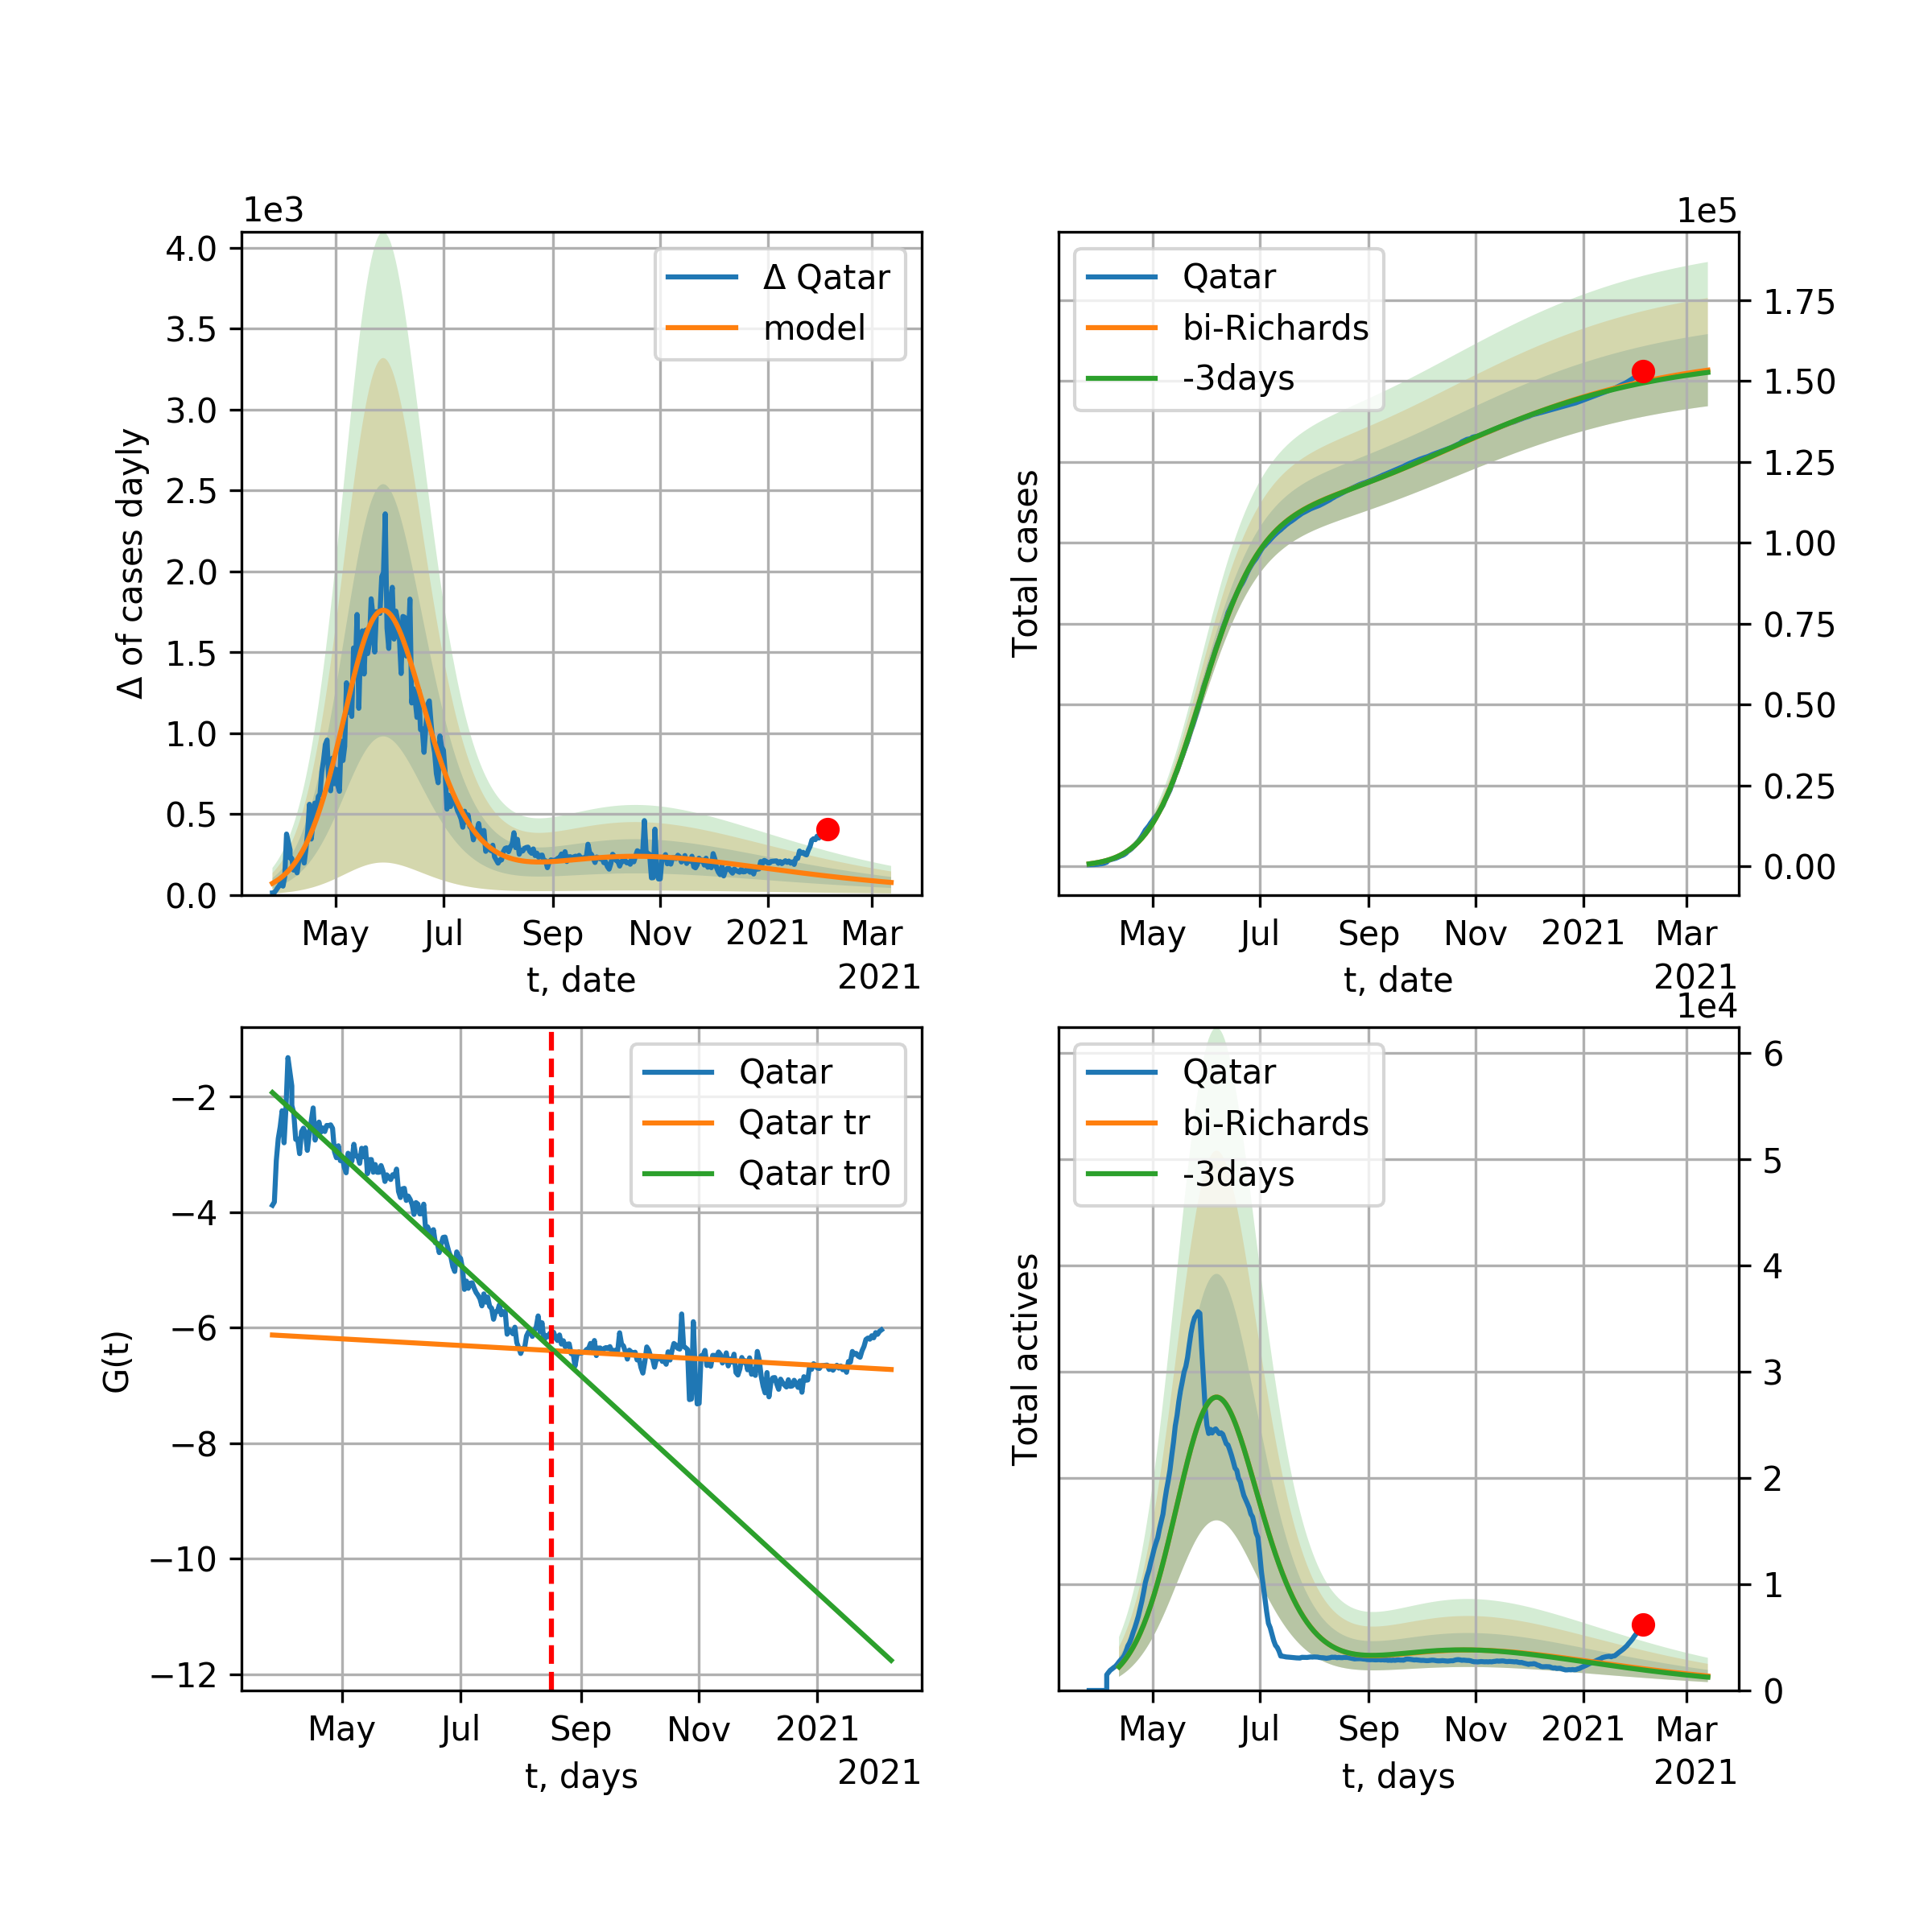 1e3
4.0
3.5
3.0
2.5
2.0
1.5
1.0
0.5
0.0
Δ of cases dayly
Δ Qatar
model
May Jul Sep Nov 2021 Mar
t, date 2021
1e5
Qatar
bi-Richards
-3days
Total cases
1.75
1.50
1.25
1.00
0.75
0.50
0.25
0.00
May Jul Sep Nov 2021 Mar
t, date 2021
−2
−4
−6
−8
−10
−12
G(t)
Qatar
Qatar tr
Qatar tr0
May Jul Sep Nov 2021
t, days 2021
1e4
Qatar
bi-Richards
-3days
Total actives
6
5
4
3
2
1
0
May Jul Sep Nov 2021 Mar
t, days 2021